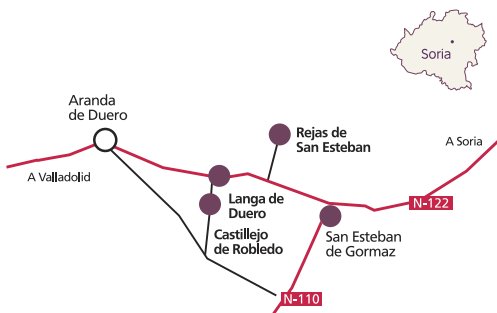 Soria
Aranda
de Duero
Rejas de
San Esteban
A Soria
A Valladolid
Langa de
Duero
N-122
Castillejo
de Robledo
San Esteban
de Gormaz
N-110